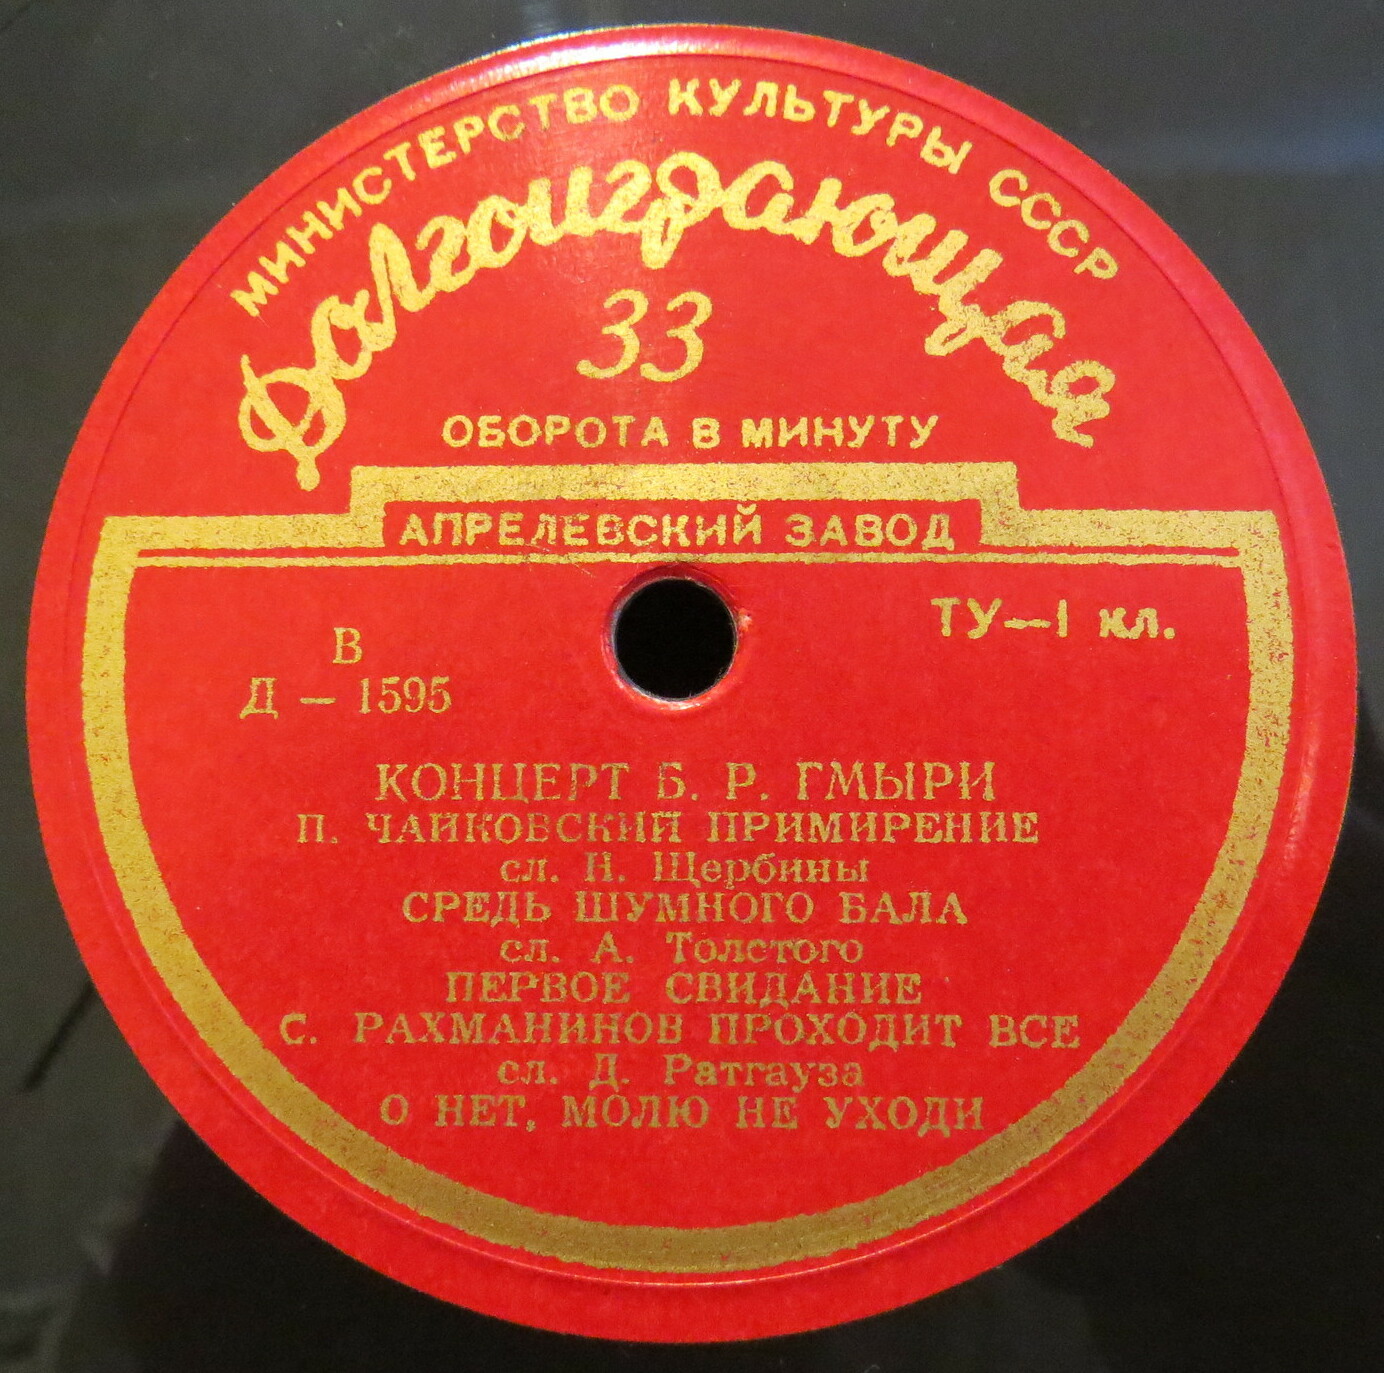 МИНИСТЕРСТВО КУЛЬТУРЫ СССР
Долгоиграющая
33
ОБОРОТА В МИНУТУ
АПРЕЛЕВСКИЙ ЗАВОД
ТУ—1 кл.
В
Д — 1595
КОНЦЕРТ Б. Р. ГМЫРИ
П. ЧАЙКОВСКИЙ ПРИМИРЕНИЕ
сл. Н. Щербины
СРЕДЬ ШУМНОГО БАЛА
сл. А. Толстого
ПЕРВОЕ СВИДАНИЕ
С. РАХМАНИНОВ ПРОХОДИТ ВСЕ
сл. Д. Ратгауза
О НЕТ, МОЛЮ НЕ УХОДИ